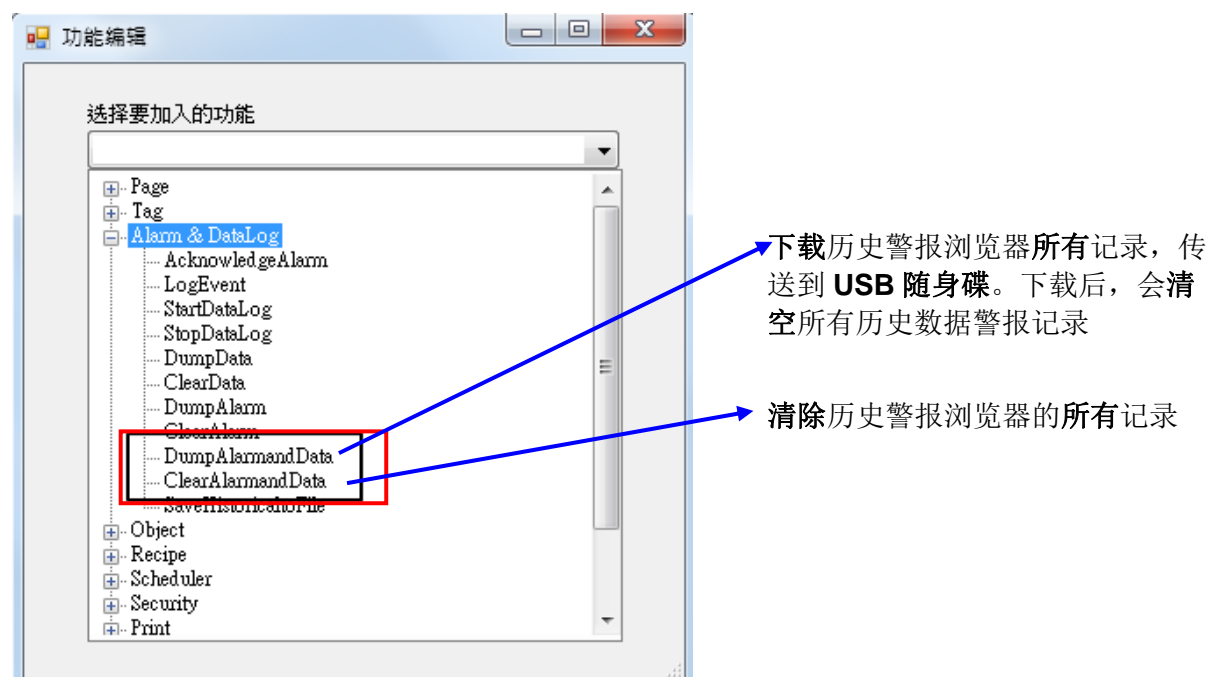 功能编辑
选择要加入的功能
Page
Tag
Alarm & DataLog
AcknowledgeAlarm
LogEvent
StartDataLog
StopDataLog
DumpData
ClearData
DumpAlarm
ClearAlarm
DumpAlarmandData
ClearAlarmandData
Object
Recipe
Scheduler
Security
Print
下载历史警报浏览器所有记录，传
送到 USB 随身碟。下载后，会清
空所有历史数据警报记录
清除历史警报浏览器的所有记录